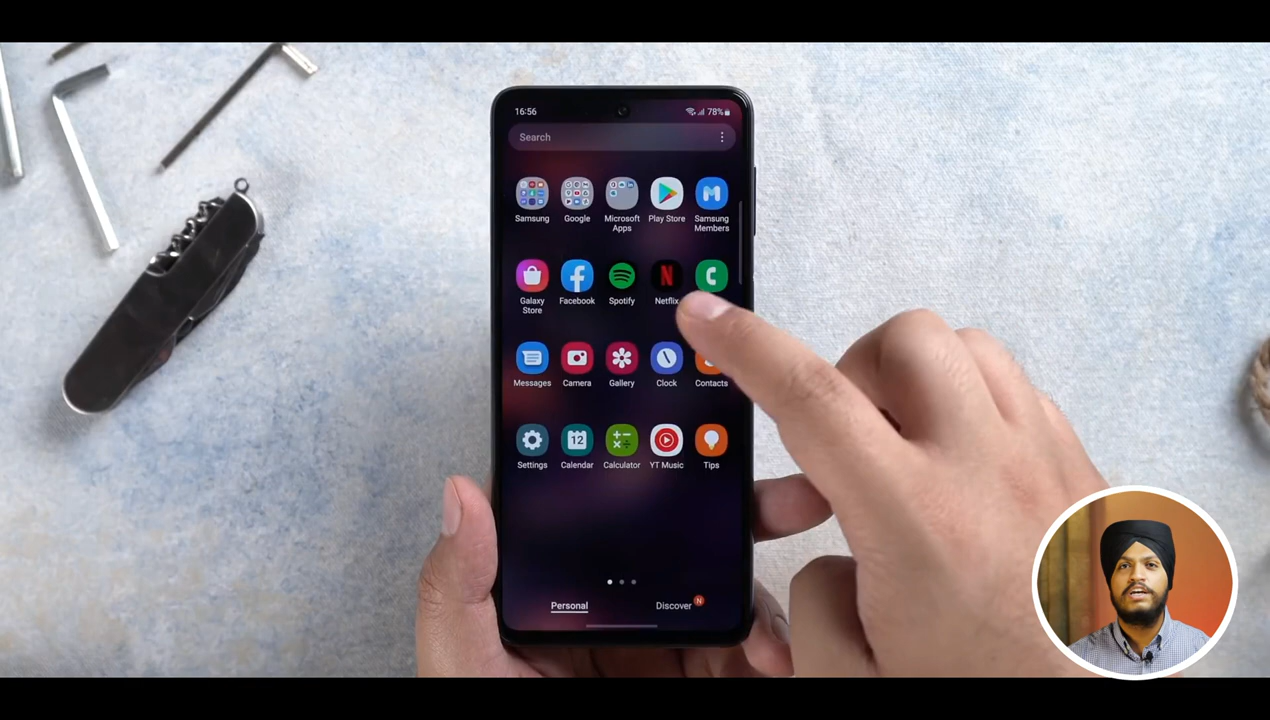 16:56 78%
Search
Samsung Google Microsoft Apps Play Store Samsung Members
Galaxy Store Facebook Spotify Netflix
Messages Camera Gallery Clock Contacts
12
Settings Calendar Calculator YT Music Tips
Personal Discover N